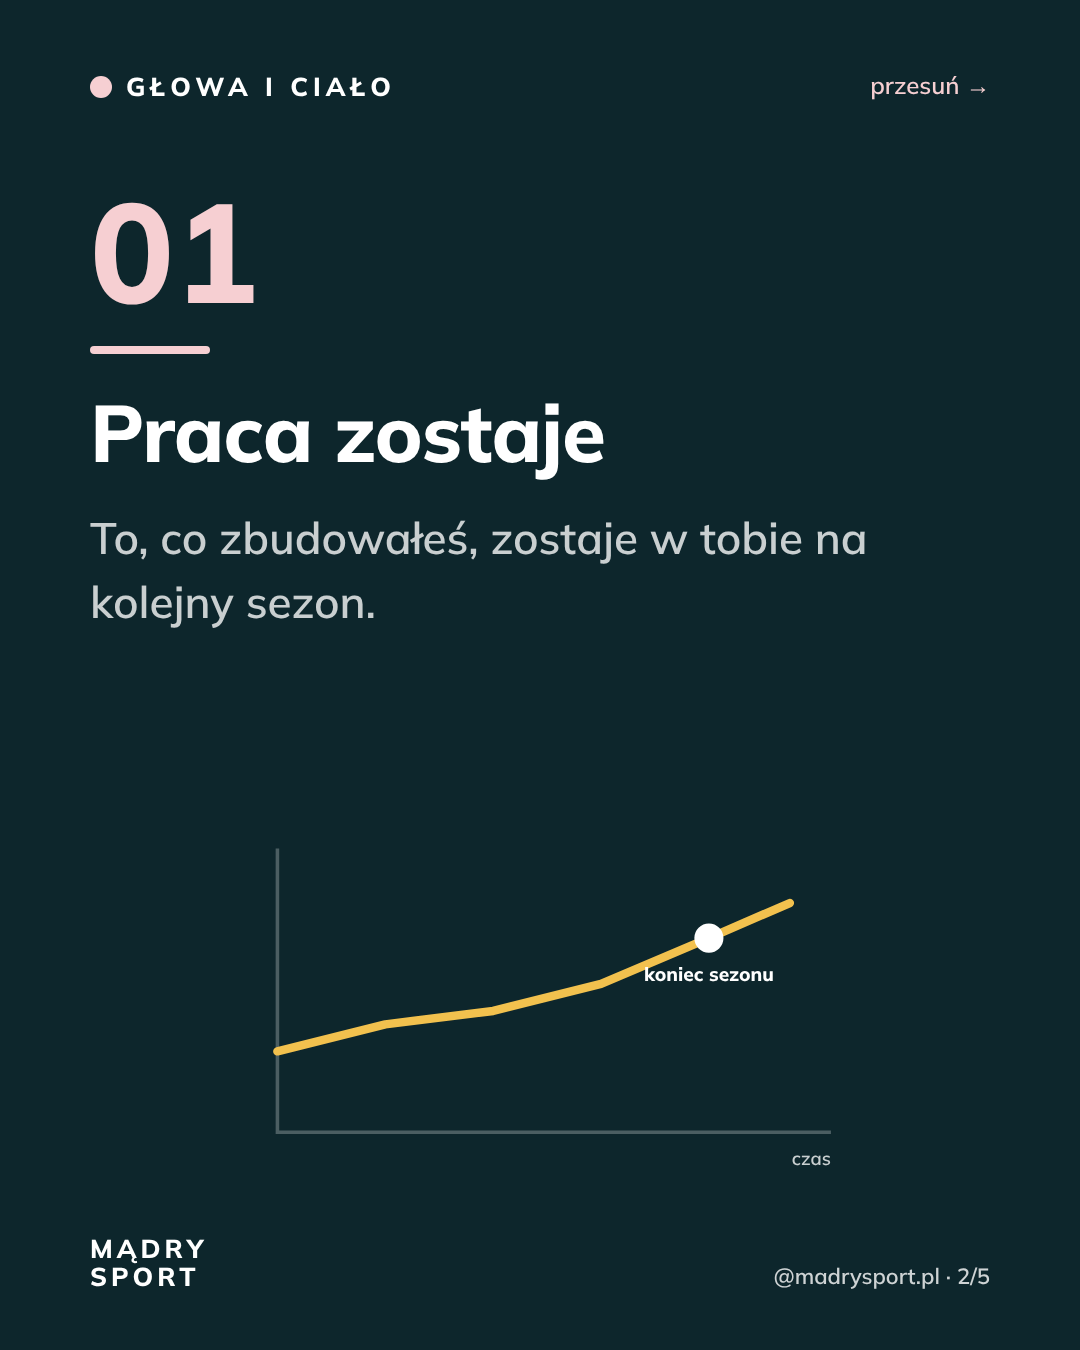 GŁOWA I CIAŁO
przesuń →
01
Praca zostaje
To, co zbudowałeś, zostaje w tobie na
kolejny sezon.
koniec sezonu
czas
MĄDRY
SPORT
@madrysport.pl · 2/5